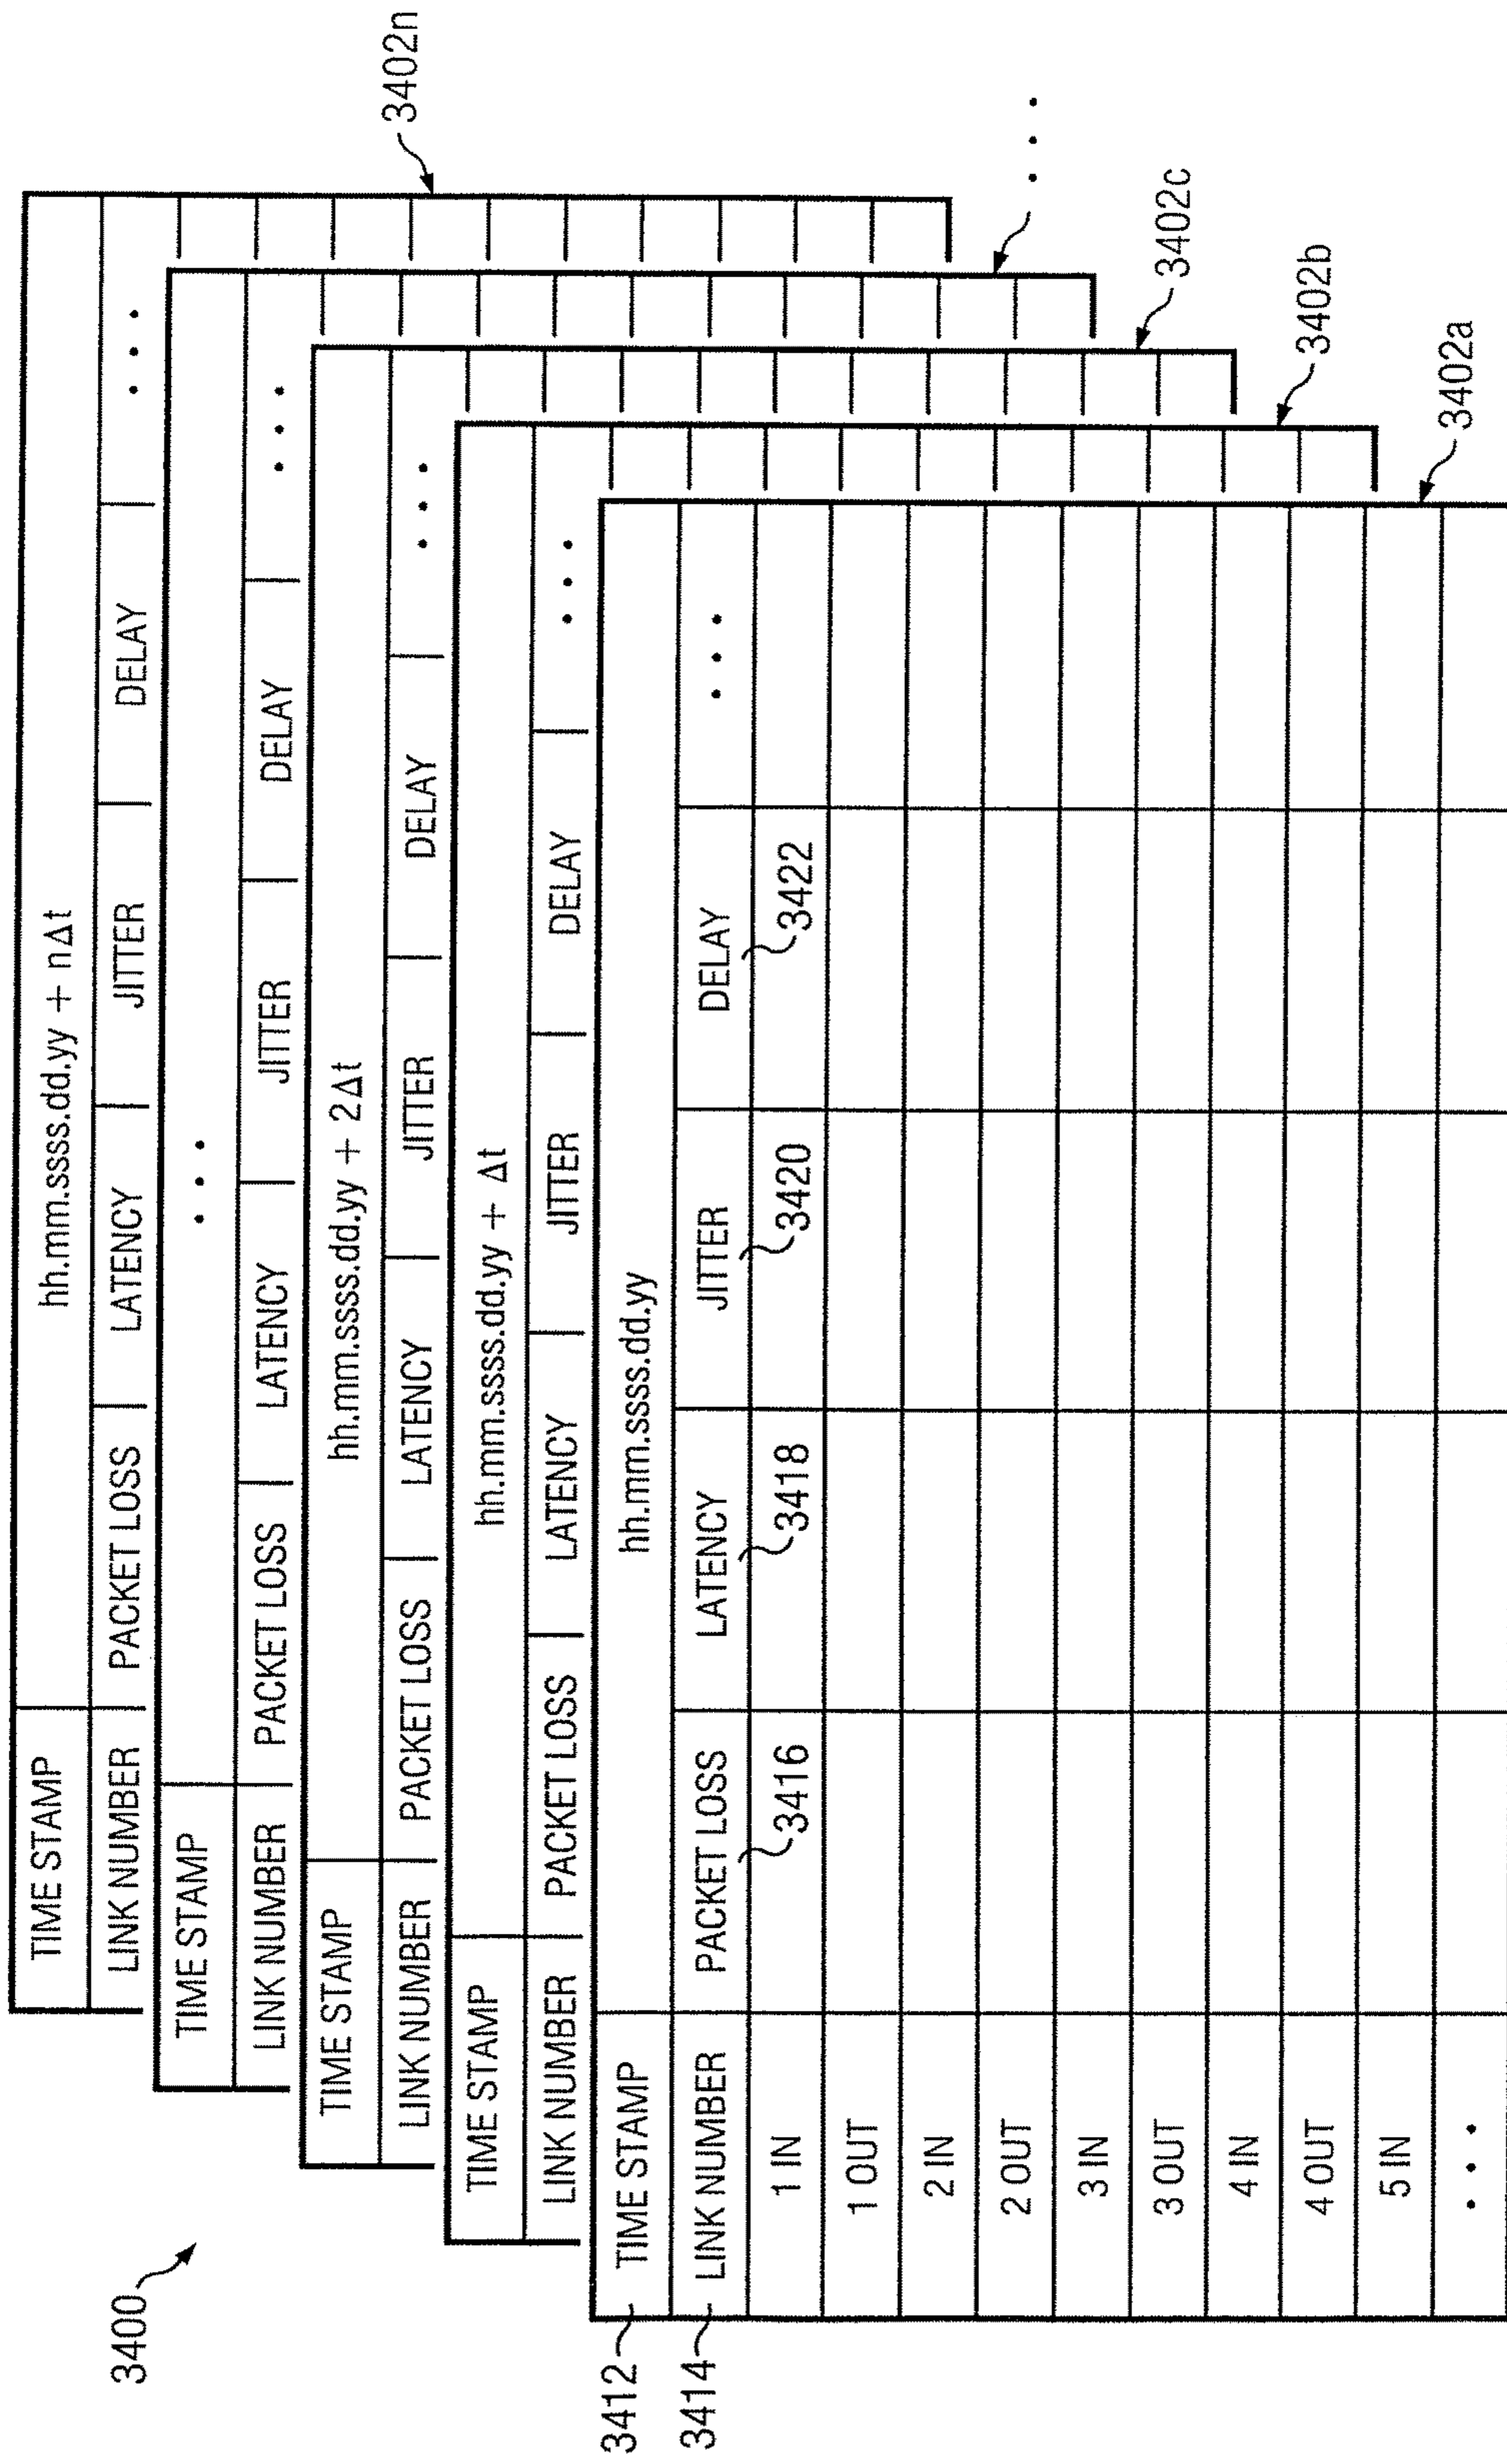 3400
TIME STAMP hh.mm.ssss.dd.yy + nΔt
LINK NUMBER PACKET LOSS LATENCY JITTER DELAY • • •
3402n
TIME STAMP • • •
LINK NUMBER PACKET LOSS LATENCY JITTER DELAY • • •
• • •
TIME STAMP hh.mm.ssss.dd.yy + 2Δt
LINK NUMBER PACKET LOSS LATENCY JITTER DELAY • • •
3402c
TIME STAMP hh.mm.ssss.dd.yy + Δt
LINK NUMBER PACKET LOSS LATENCY JITTER DELAY • • •
3402b
3412 TIME STAMP hh.mm.ssss.dd.yy
3414 LINK NUMBER PACKET LOSS LATENCY JITTER DELAY • • •
1 IN 3416 3418 3420 3422
1 OUT
2 IN
2 OUT
3 IN
3 OUT
4 IN
4 OUT
5 IN
3402a
• • •